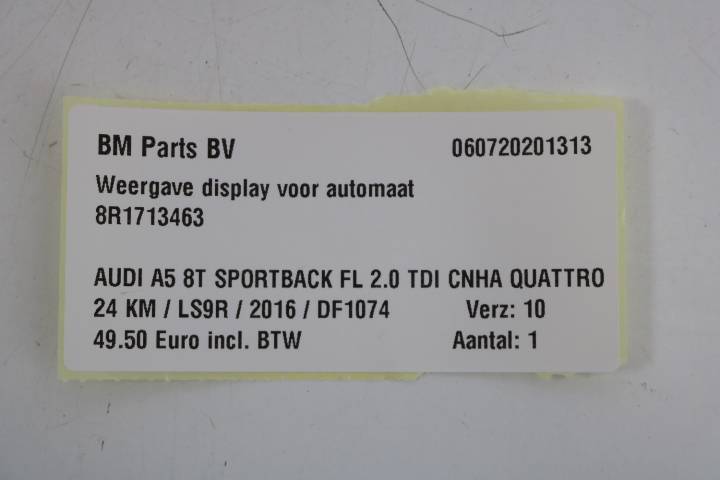 BM Parts BV 060720201313
Weergave display voor automaat
8R1713463
AUDI A5 8T SPORTBACK FL 2.0 TDI CNHA QUATTRO
24 KM / LS9R / 2016 / DF1074 Verz: 10
49.50 Euro incl. BTW Aantal: 1